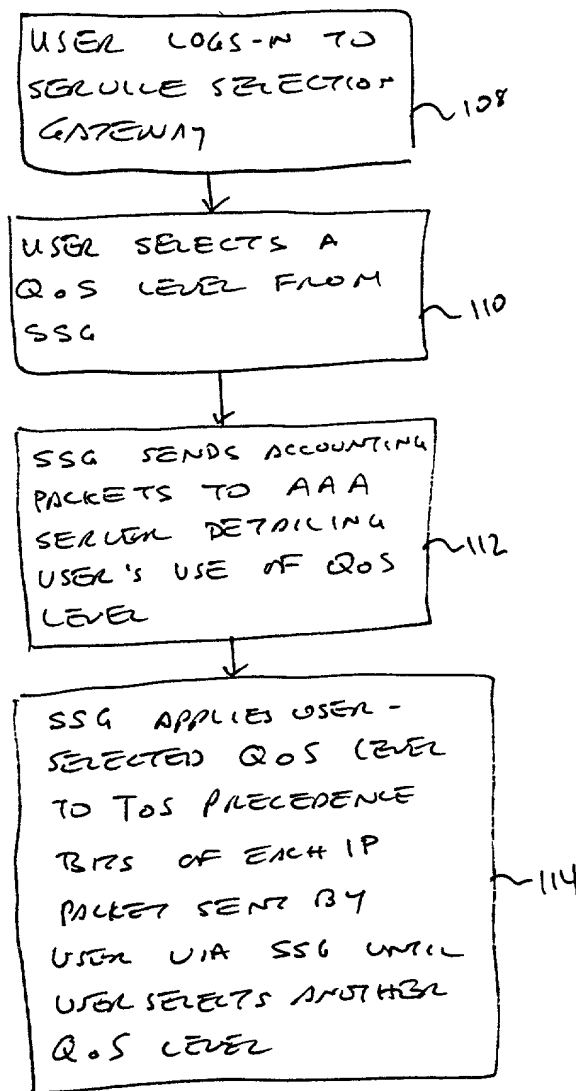 USER LOGS-IN TO
SERVICE SELECTION
GATEWAY
108
USER SELECTS A
QoS LEVEL FROM
SSG
110
SSG SENDS ACCOUNTING
PACKETS TO AAA
SERVER DETAILING
USER'S USE OF QoS
LEVEL
112
SSG APPLIES USER-
SELECTED QoS LEVEL
TO ToS PRECEDENCE
BITS OF EACH IP
PACKET SENT BY
USER VIA SSG UNTIL
USER SELECTS ANOTHER
QoS LEVEL
114